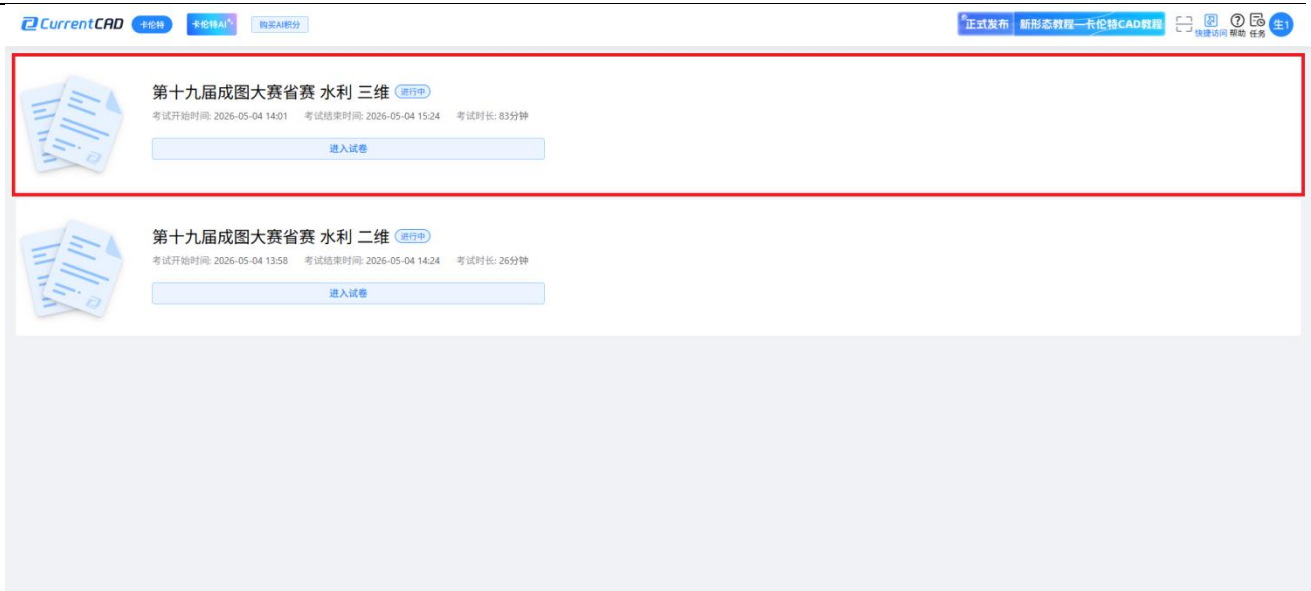 CurrentCAD 卡伦特 卡伦特AI 购买AI积分 正式发布 新形态教程—卡伦特CAD教程 快捷访问 帮助 任务 生1
第十九届成图大赛省赛 水利 三维 进行中
考试开始时间: 2026-05-04 14:01 考试结束时间: 2026-05-04 15:24 考试时长: 83分钟
进入试卷
第十九届成图大赛省赛 水利 二维 进行中
考试开始时间: 2026-05-04 13:58 考试结束时间: 2026-05-04 14:24 考试时长: 26分钟
进入试卷